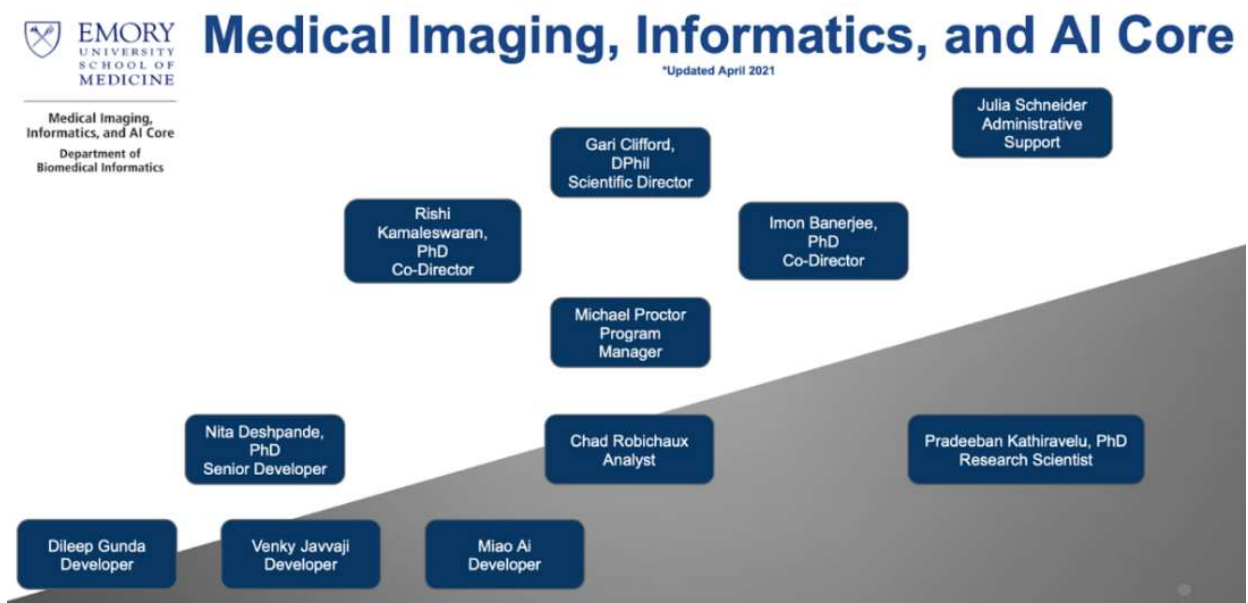 EMORY
UNIVERSITY
SCHOOL OF
MEDICINE
Medical Imaging,
Informatics, and AI Core
Department of
Biomedical Informatics
Medical Imaging, Informatics, and AI Core
*Updated April 2021
Julia Schneider
Administrative
Support
Gari Clifford,
DPhil
Scientific Director
Rishi
Kamaleswaran,
PhD
Co-Director
Imon Banerjee,
PhD
Co-Director
Michael Proctor
Program
Manager
Nita Deshpande,
PhD
Senior Developer
Chad Robichaux
Analyst
Pradeeban Kathiravelu, PhD
Research Scientist
Dileep Gunda
Developer
Venky Javvaji
Developer
Miao Ai
Developer